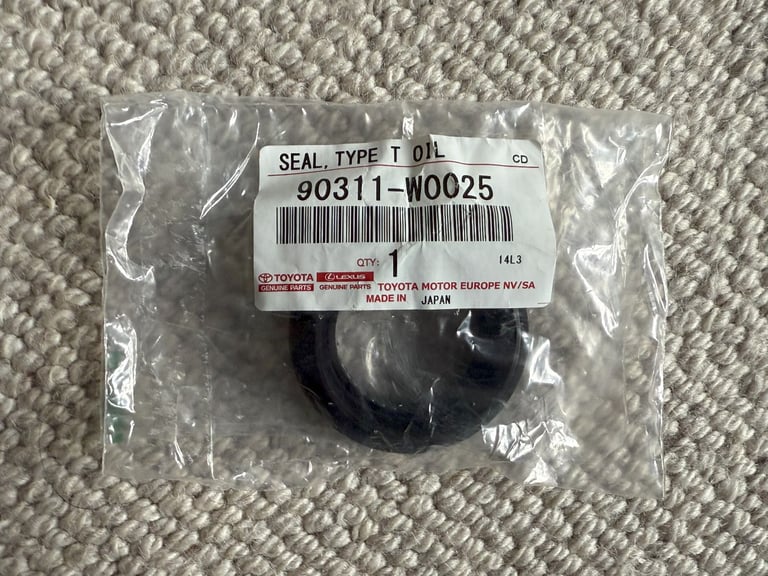 SEAL, TYPE T OIL CD
90311-W0025
QTY: 1 14L3
TOYOTA LEXUS
GENUINE PARTS GENUINE PARTS TOYOTA MOTOR EUROPE NV/SA
MADE IN JAPAN